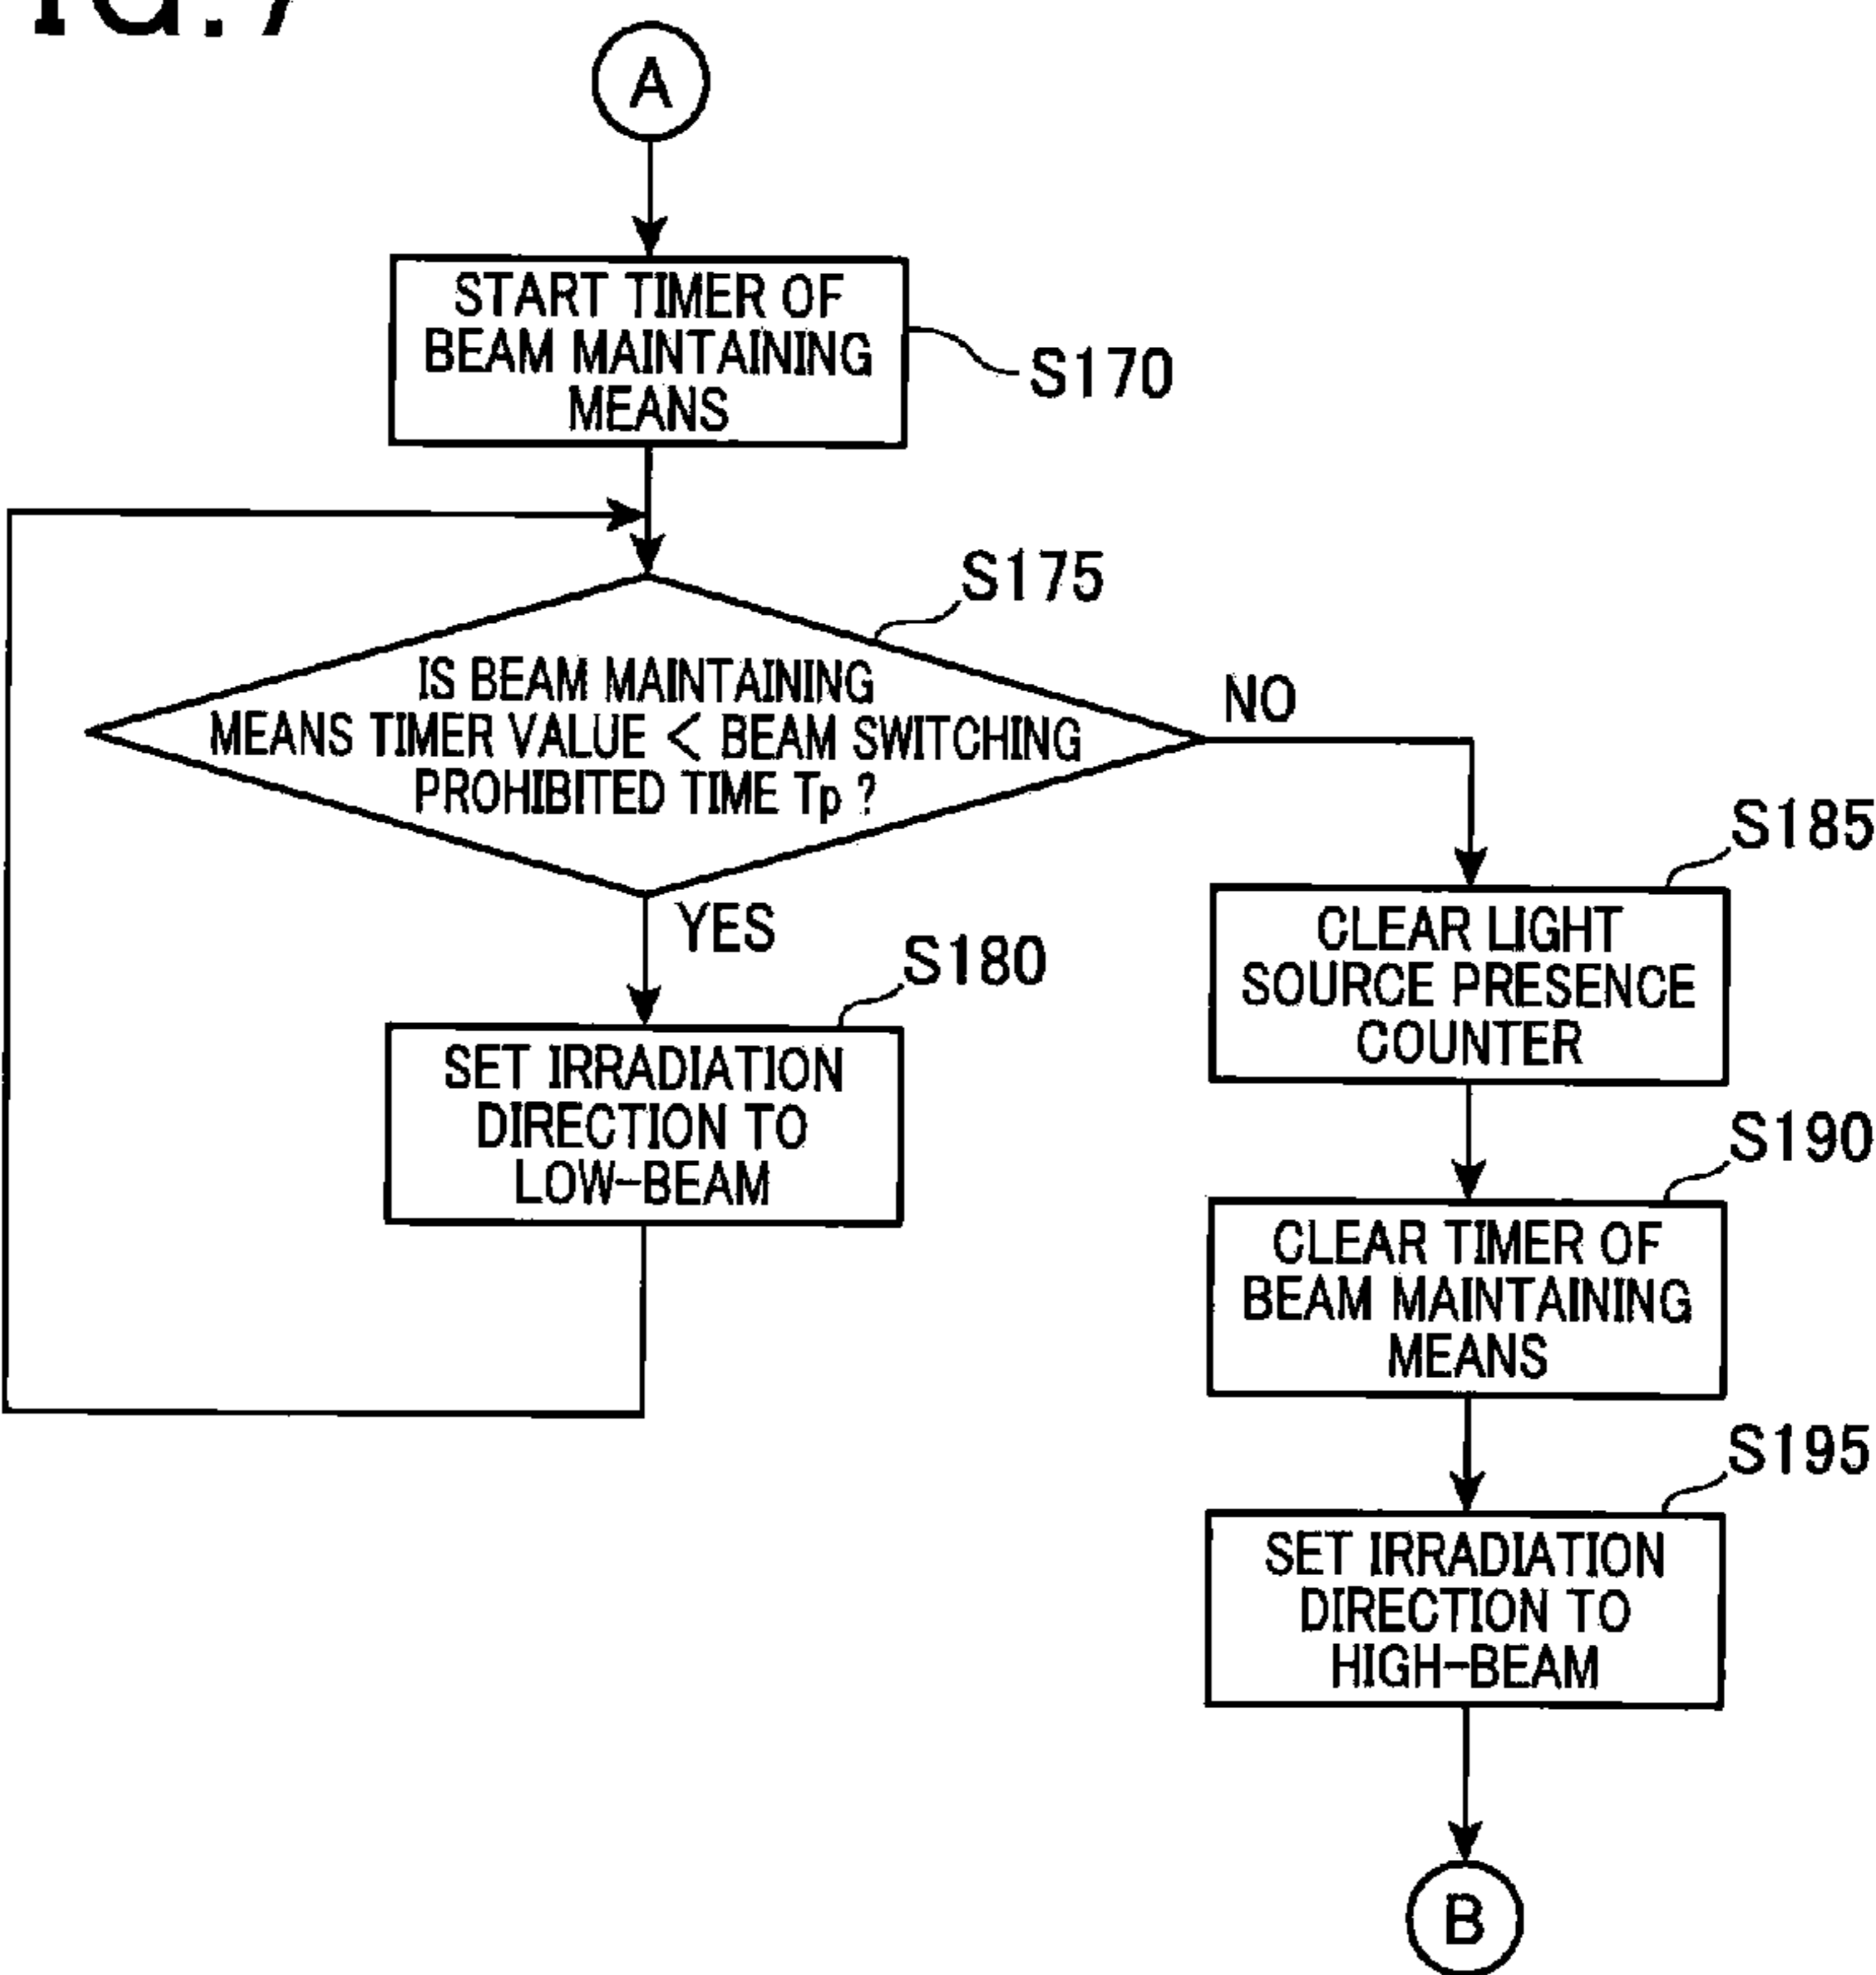 A
START TIMER OF
BEAM MAINTAINING
MEANS
S170
S175
IS BEAM MAINTAINING
MEANS TIMER VALUE < BEAM SWITCHING
PROHIBITED TIME Tp ?
NO
YES
S180
SET IRRADIATION
DIRECTION TO
LOW-BEAM
S185
CLEAR LIGHT
SOURCE PRESENCE
COUNTER
S190
CLEAR TIMER OF
BEAM MAINTAINING
MEANS
S195
SET IRRADIATION
DIRECTION TO
HIGH-BEAM
B